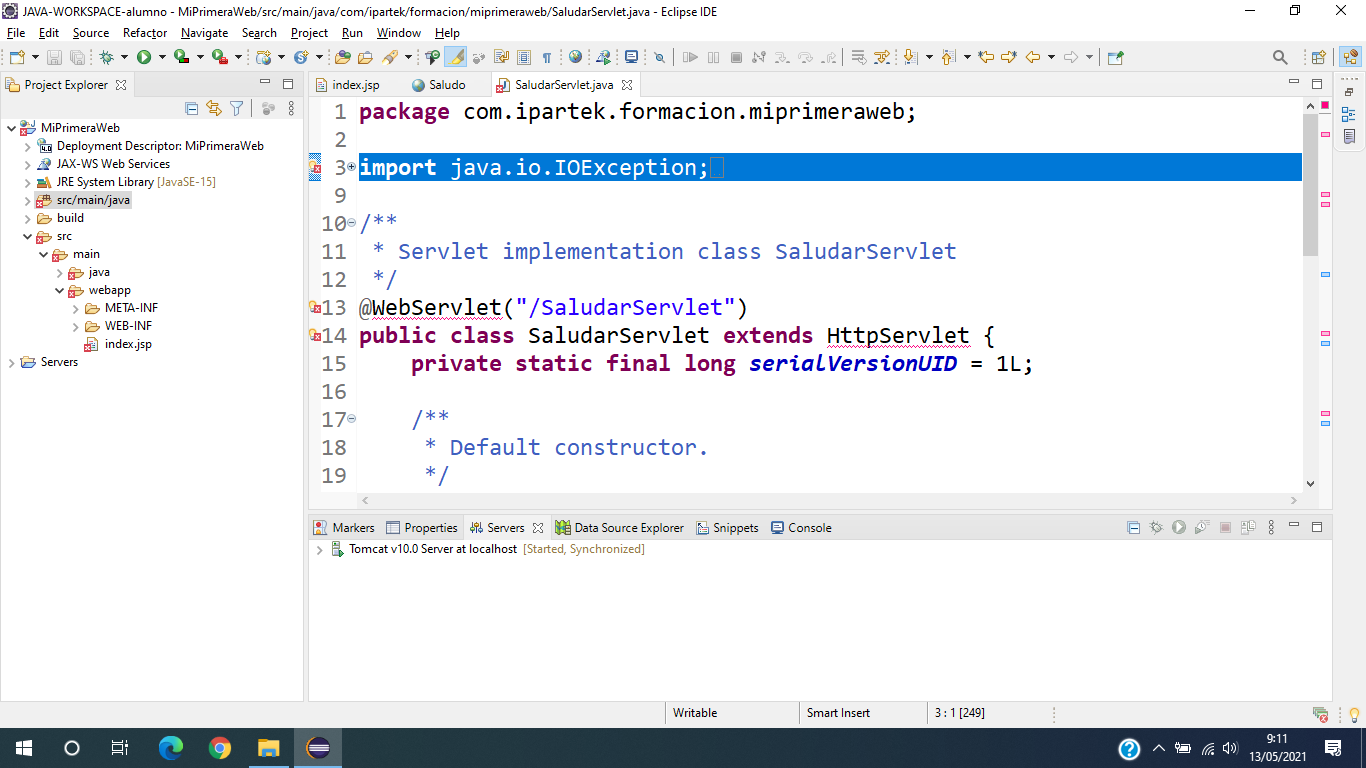 JAVA-WORKSPACE-alumno - MiPrimeraWeb/src/main/java/com/ipartek/formacion/miprimeraweb/SaludarServlet.java - Eclipse IDE
File Edit Source Refactor Navigate Search Project Run Window Help
Project Explorer
MiPrimeraWeb
Deployment Descriptor: MiPrimeraWeb
JAX-WS Web Services
JRE System Library [JavaSE-15]
src/main/java
build
src
main
java
webapp
META-INF
WEB-INF
index.jsp
Servers
index.jsp Saludo SaludarServlet.java
1 package com.ipartek.formacion.miprimeraweb;
2
3 import java.io.IOException;
9
10 /**
11 * Servlet implementation class SaludarServlet
12 */
13 @WebServlet("/SaludarServlet")
14 public class SaludarServlet extends HttpServlet {
15 private static final long serialVersionUID = 1L;
16
17 /**
18 * Default constructor.
19 */
Markers Properties Servers Data Source Explorer Snippets Console
Tomcat v10.0 Server at localhost [Started, Synchronized]
Writable Smart Insert 3 : 1 [249]
9:11
13/05/2021